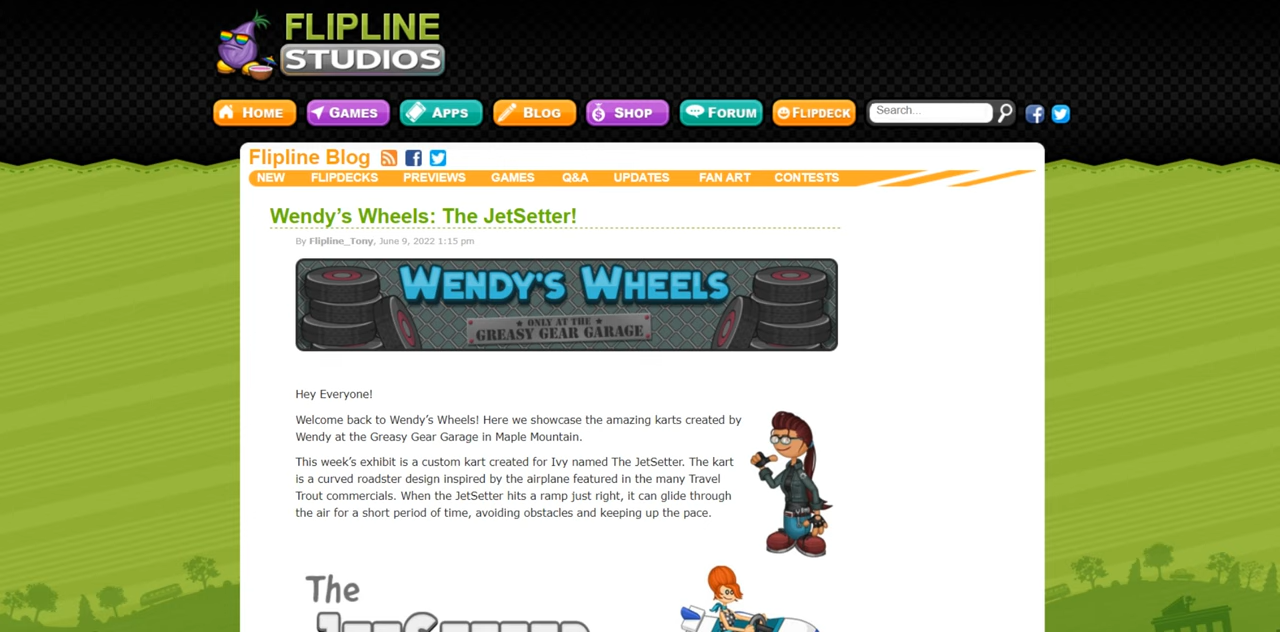 FLIPLINE
STUDIOS
HOME GAMES APPS BLOG SHOP FORUM FLIPDECK Search...
Flipline Blog
NEW FLIPDECKS PREVIEWS GAMES Q&A UPDATES FAN ART CONTESTS
Wendy’s Wheels: The JetSetter!
By Flipline_Tony, June 9, 2022 1:15 pm
WENDY'S WHEELS
ONLY AT THE
GREASY GEAR GARAGE
Hey Everyone!
Welcome back to Wendy’s Wheels! Here we showcase the amazing karts created by
Wendy at the Greasy Gear Garage in Maple Mountain.
This week’s exhibit is a custom kart created for Ivy named The JetSetter. The kart
is a curved roadster design inspired by the airplane featured in the many Travel
Trout commercials. When the JetSetter hits a ramp just right, it can glide through
the air for a short period of time, avoiding obstacles and keeping up the pace.
The
JETSETTER